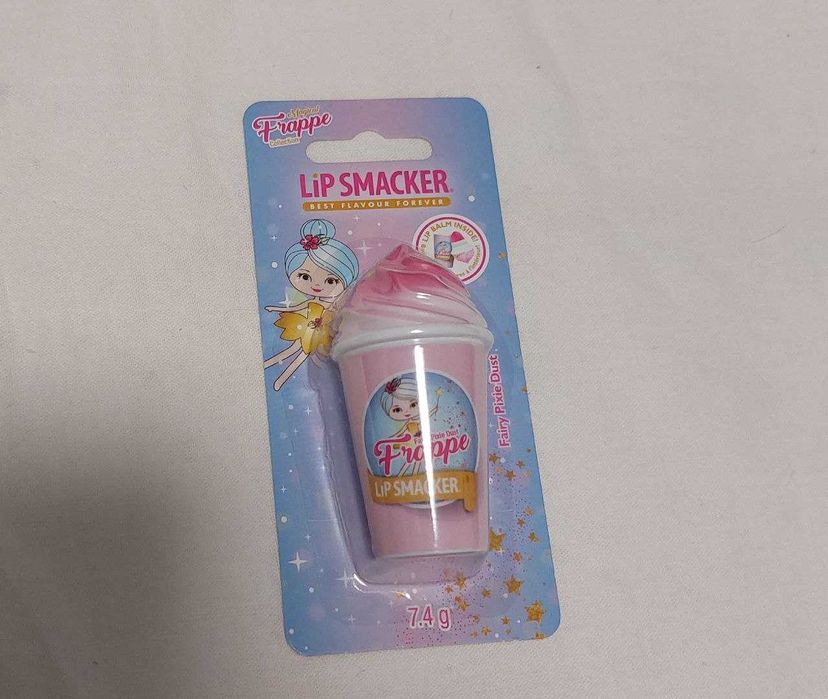 Magical
Frappe
Collection
LiP SMACKER®
BEST FLAVOUR FOREVER
LIP BALM INSIDE!
Fairy Pixie Dust
Pixie Dust
Frappe
LiP SMACKER
7.4 g